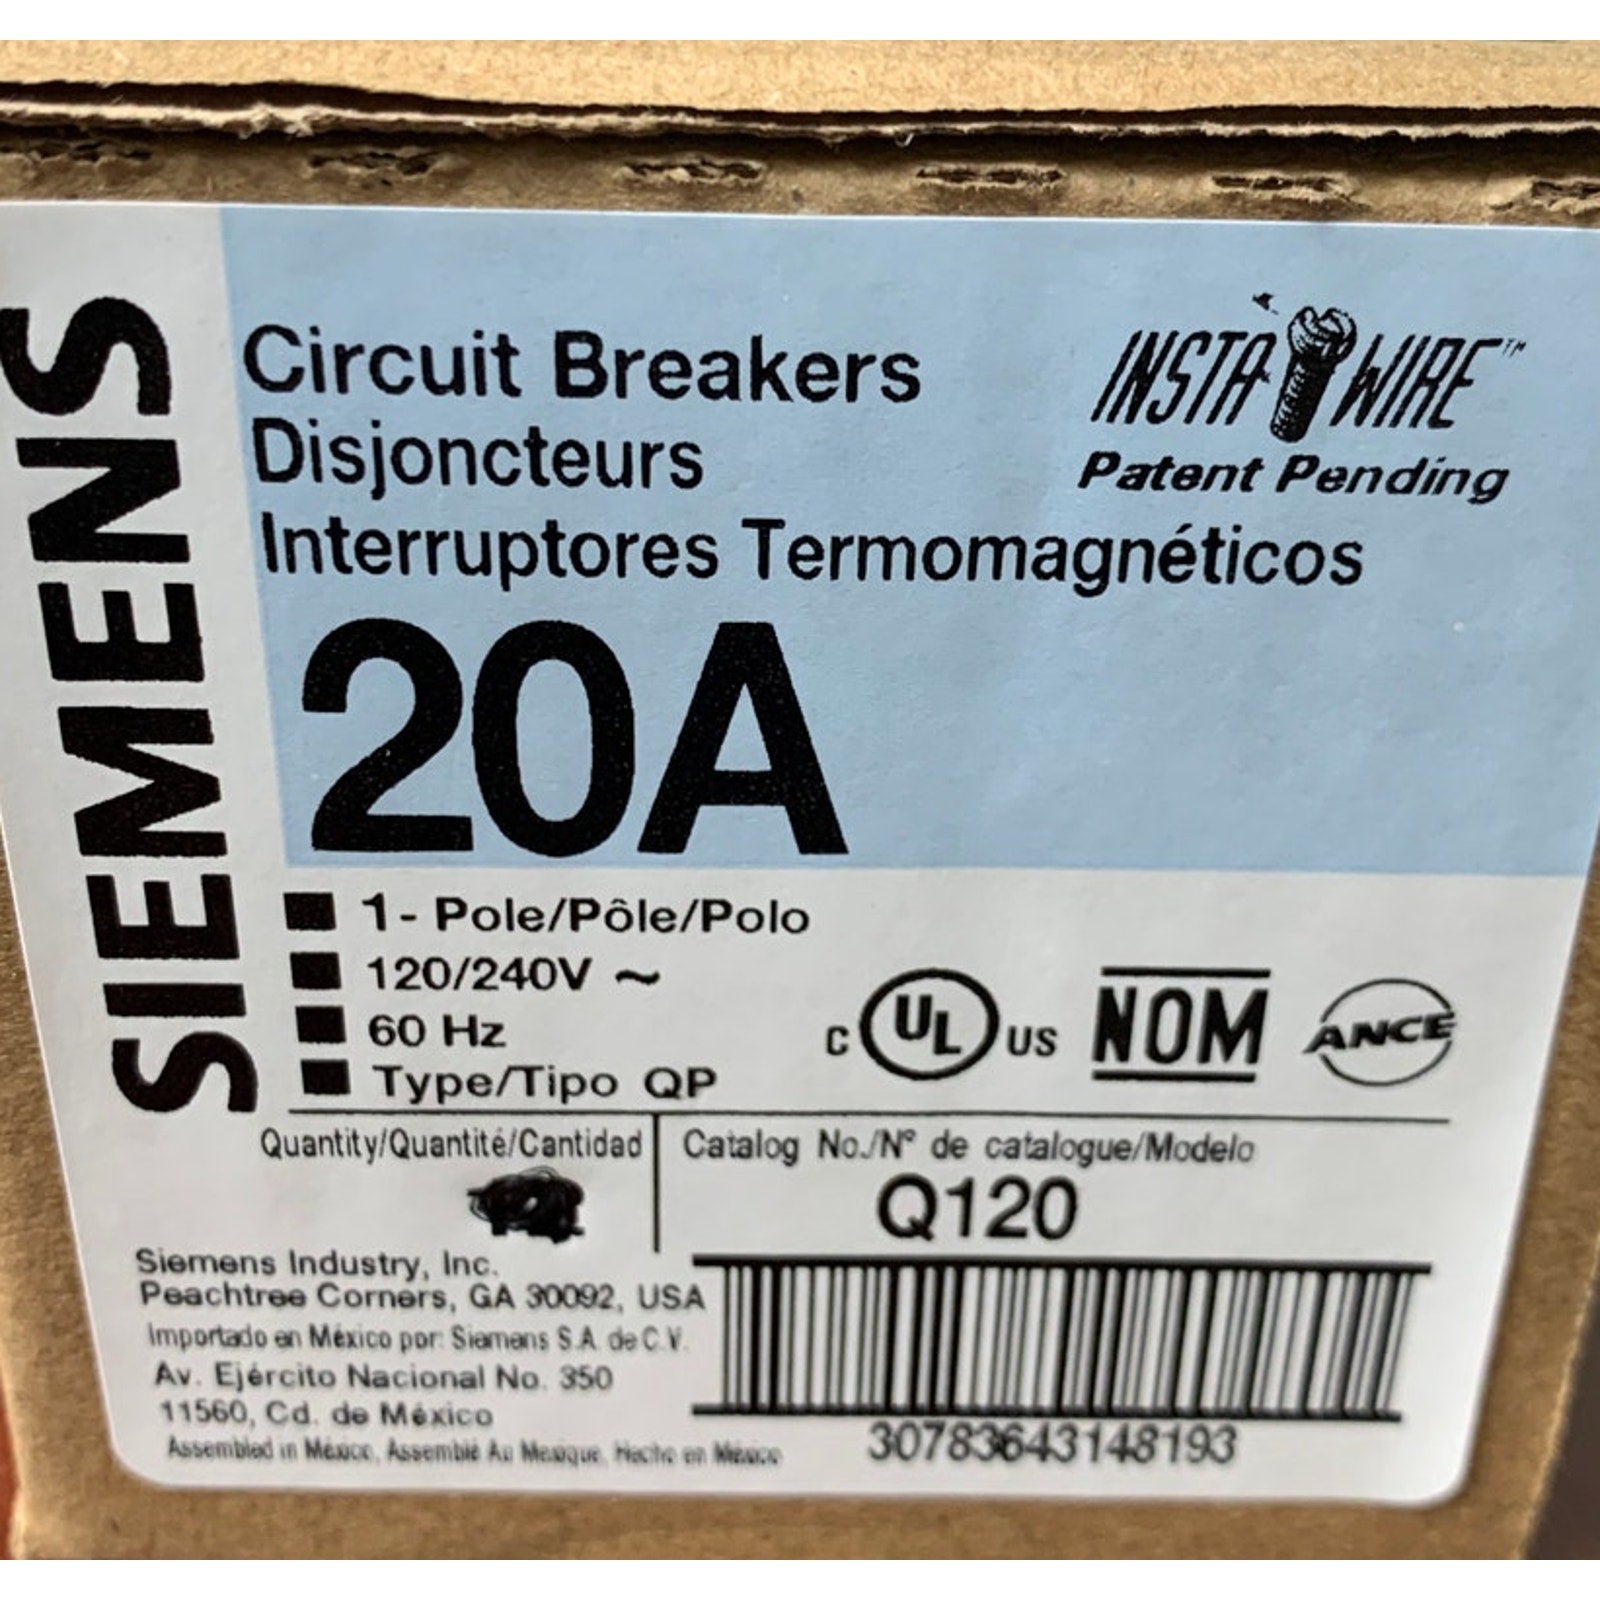 SIEMENS
Circuit Breakers
Disjoncteurs
Interruptores Termomagnéticos
INSTA WIRE™
Patent Pending
20A
1- Pole/Pôle/Polo
120/240V ~
60 Hz
Type/Tipo QP
C UL US NOM ANCE
Quantity/Quantité/Cantidad
Catalog No./Nº de catalogue/Modelo
Q120
Siemens Industry, Inc.
Peachtree Corners, GA 30092, USA
Importado en México por: Siemens S.A. de C.V.
Av. Ejército Nacional No. 350
11560, Cd. de México
Assembled in México, Assemblé Au Mexique, Hecho en México
30783643148193